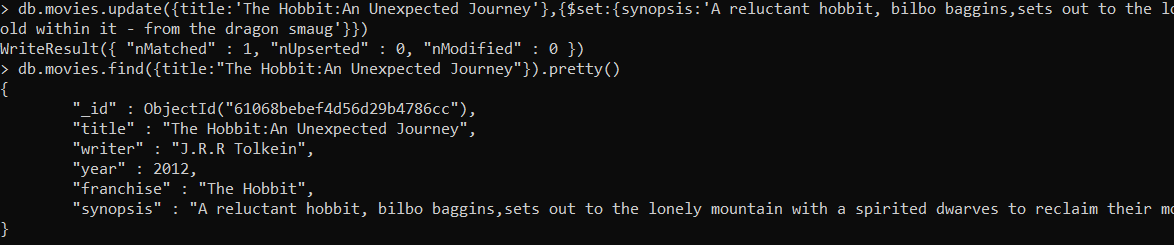 > db.movies.update({title:'The Hobbit:An Unexpected Journey'},{$set:{synopsis:'A reluctant hobbit, bilbo baggins,sets out to the lo
old within it - from the dragon smaug'}})
WriteResult({ "nMatched" : 1, "nUpserted" : 0, "nModified" : 0 })
> db.movies.find({title:"The Hobbit:An Unexpected Journey"}).pretty()
{
"_id" : ObjectId("61068bebef4d56d29b4786cc"),
"title" : "The Hobbit:An Unexpected Journey",
"writer" : "J.R.R Tolkein",
"year" : 2012,
"franchise" : "The Hobbit",
"synopsis" : "A reluctant hobbit, bilbo baggins,sets out to the lonely mountain with a spirited dwarves to reclaim their mo
}